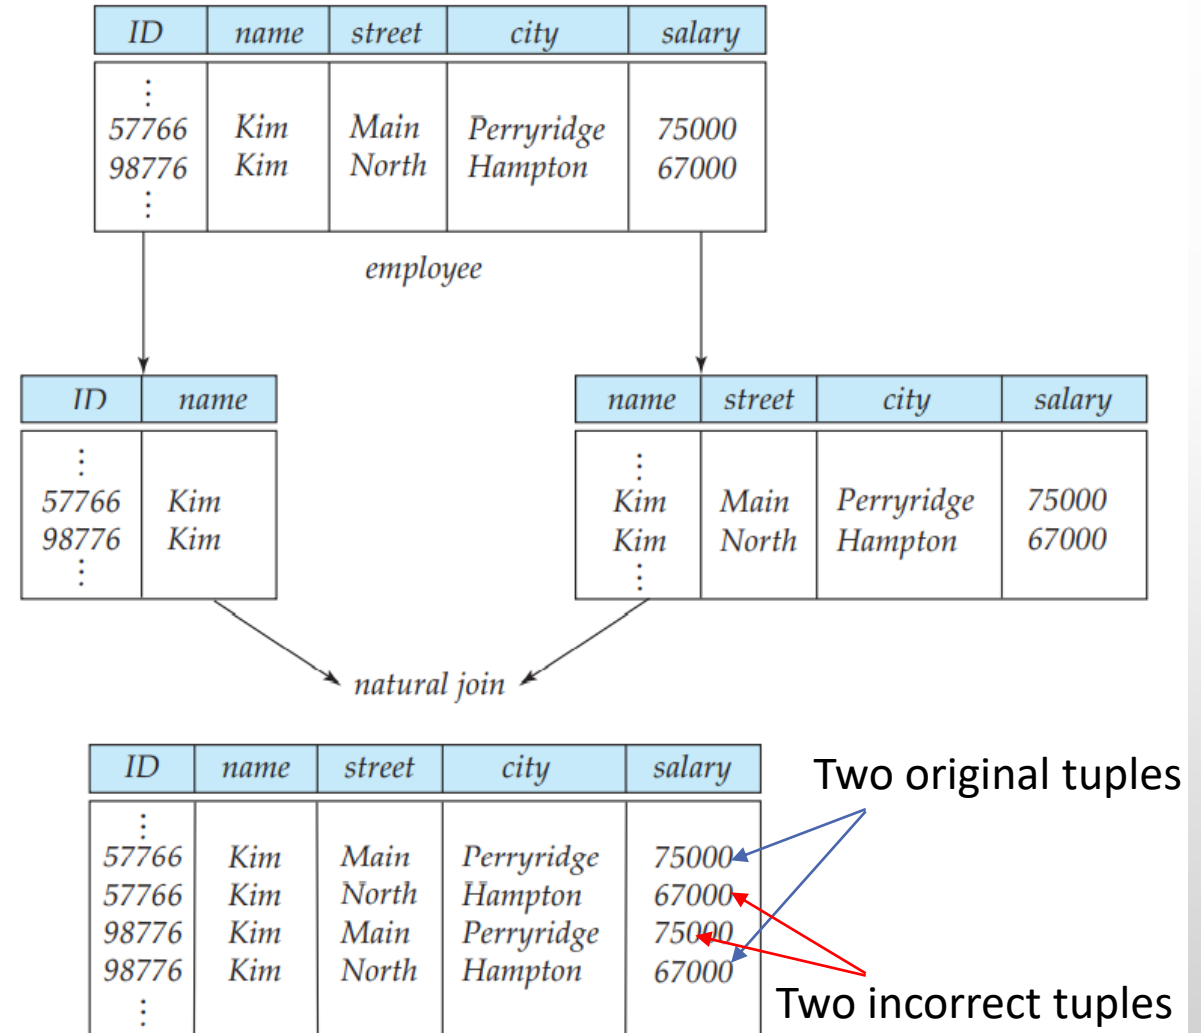 ID name street city salary
⋮
57766 Kim Main Perryridge 75000
98776 Kim North Hampton 67000
⋮
employee
ID name
⋮
57766 Kim
98776 Kim
⋮
name street city salary
⋮
Kim Main Perryridge 75000
Kim North Hampton 67000
⋮
natural join
ID name street city salary
⋮
57766 Kim Main Perryridge 75000
57766 Kim North Hampton 67000
98776 Kim Main Perryridge 75000
98776 Kim North Hampton 67000
⋮
Two original tuples
Two incorrect tuples